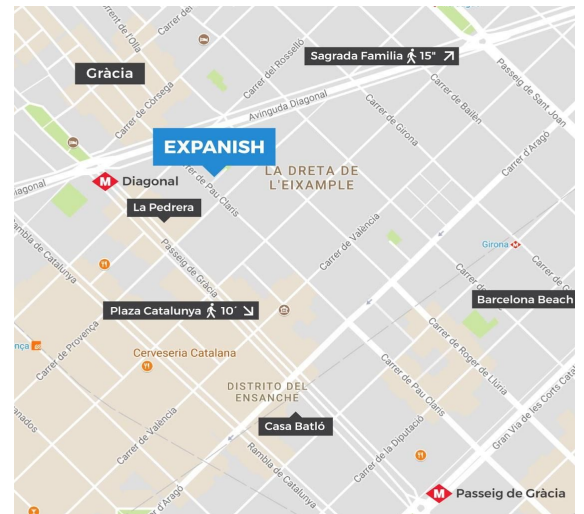 Carrer de l'Olla
Gràcia
Carrer del Rosselló
Sagrada Familia 15" ↗
Passeig de Sant Joan
Carrer de Còrsega
Avinguda Diagonal
Carrer de Girona
Carrer de Bailén
Carrer d'Aragó
EXPANISH
Diagonal
M Diagonal
Carrer de Pau Claris
LA DRETA DE
L'EIXAMPLE
La Pedrera
Rambla de Catalunya
Passeig de Gràcia
Carrer de València
Girona
Plaza Catalunya 10´ ↘
Barcelona Beach
Carrer de Provença
Cerveseria Catalana
Carrer de Roger de Llúria
DISTRITO DEL
ENSANCHE
Carrer de Pau Claris
Casa Batló
Gran Via de les Corts Cata
Carrer de València
Carrer de la Diputació
Rambla de Catalunya
d'Aragó
M Passeig de Gràcia